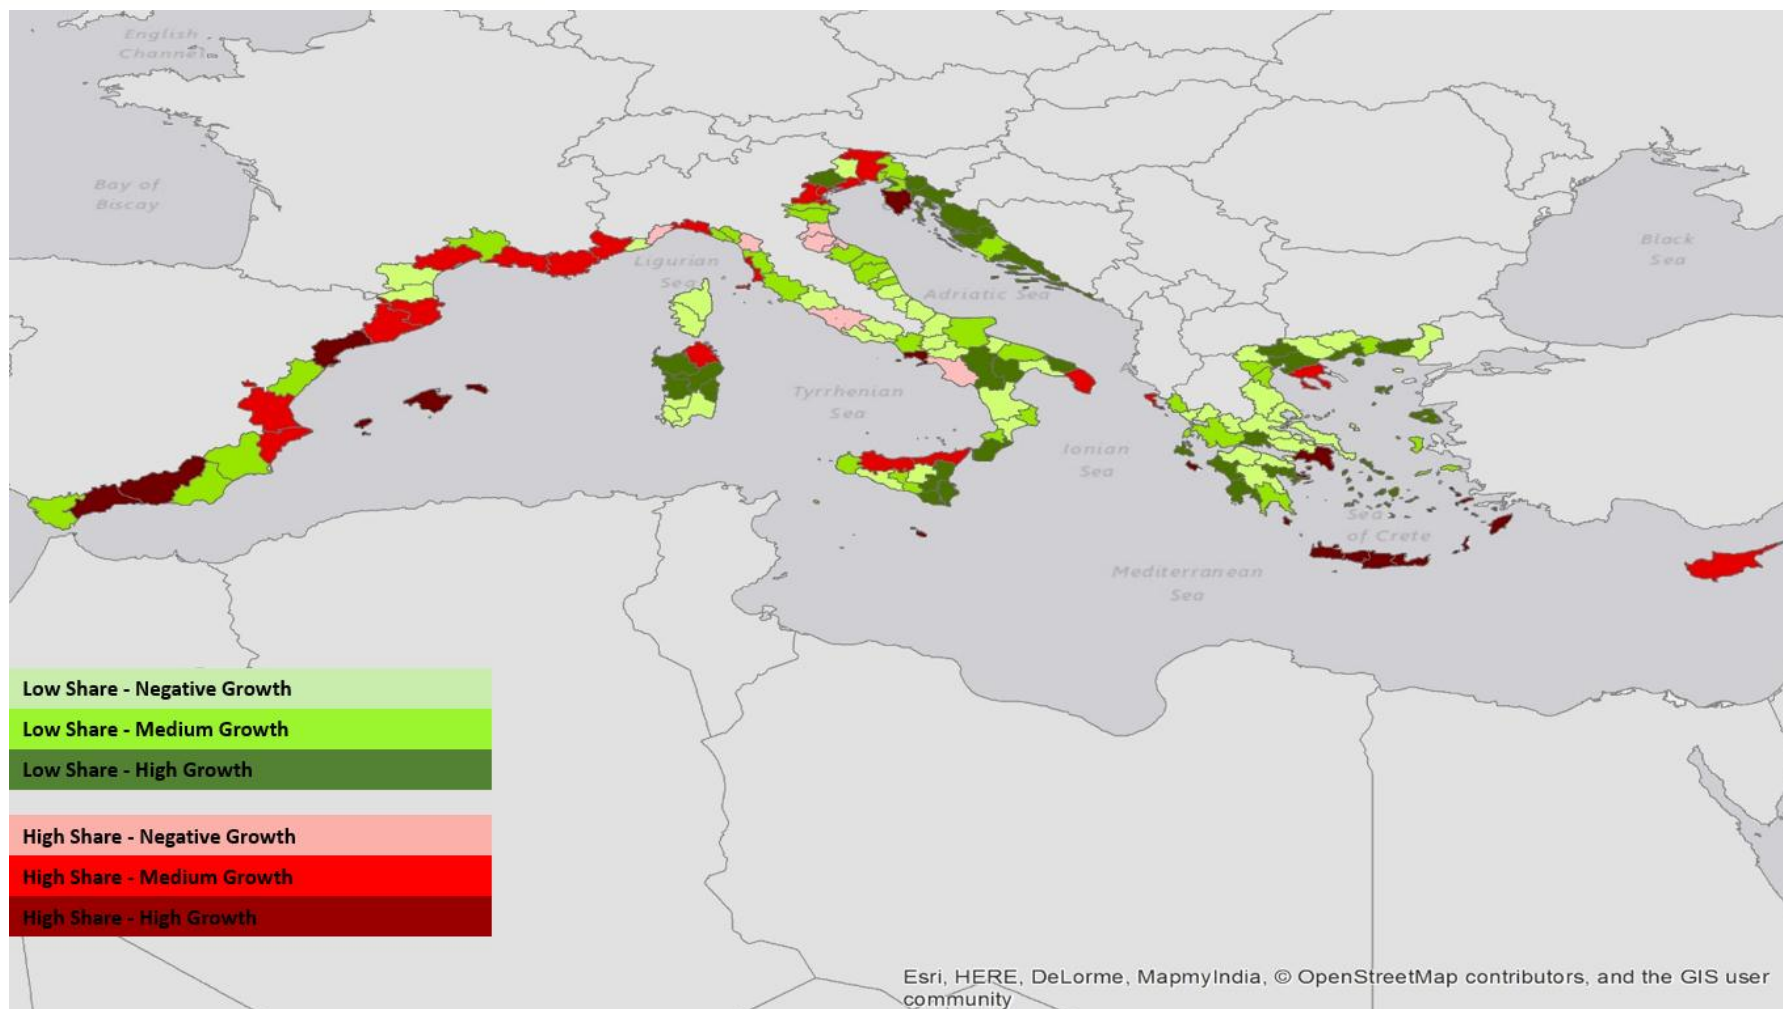 English
Channel
Bay of
Biscay
Black
Sea
Ligurian
Sea
Adriatic Sea
Tyrrhenian
Sea
Ionian
Sea
Sea
of Crete
Mediterranean
Sea
Low Share - Negative Growth
Low Share - Medium Growth
Low Share - High Growth
High Share - Negative Growth
High Share - Medium Growth
High Share - High Growth
Esri, HERE, DeLorme, MapmyIndia, © OpenStreetMap contributors, and the GIS user
community